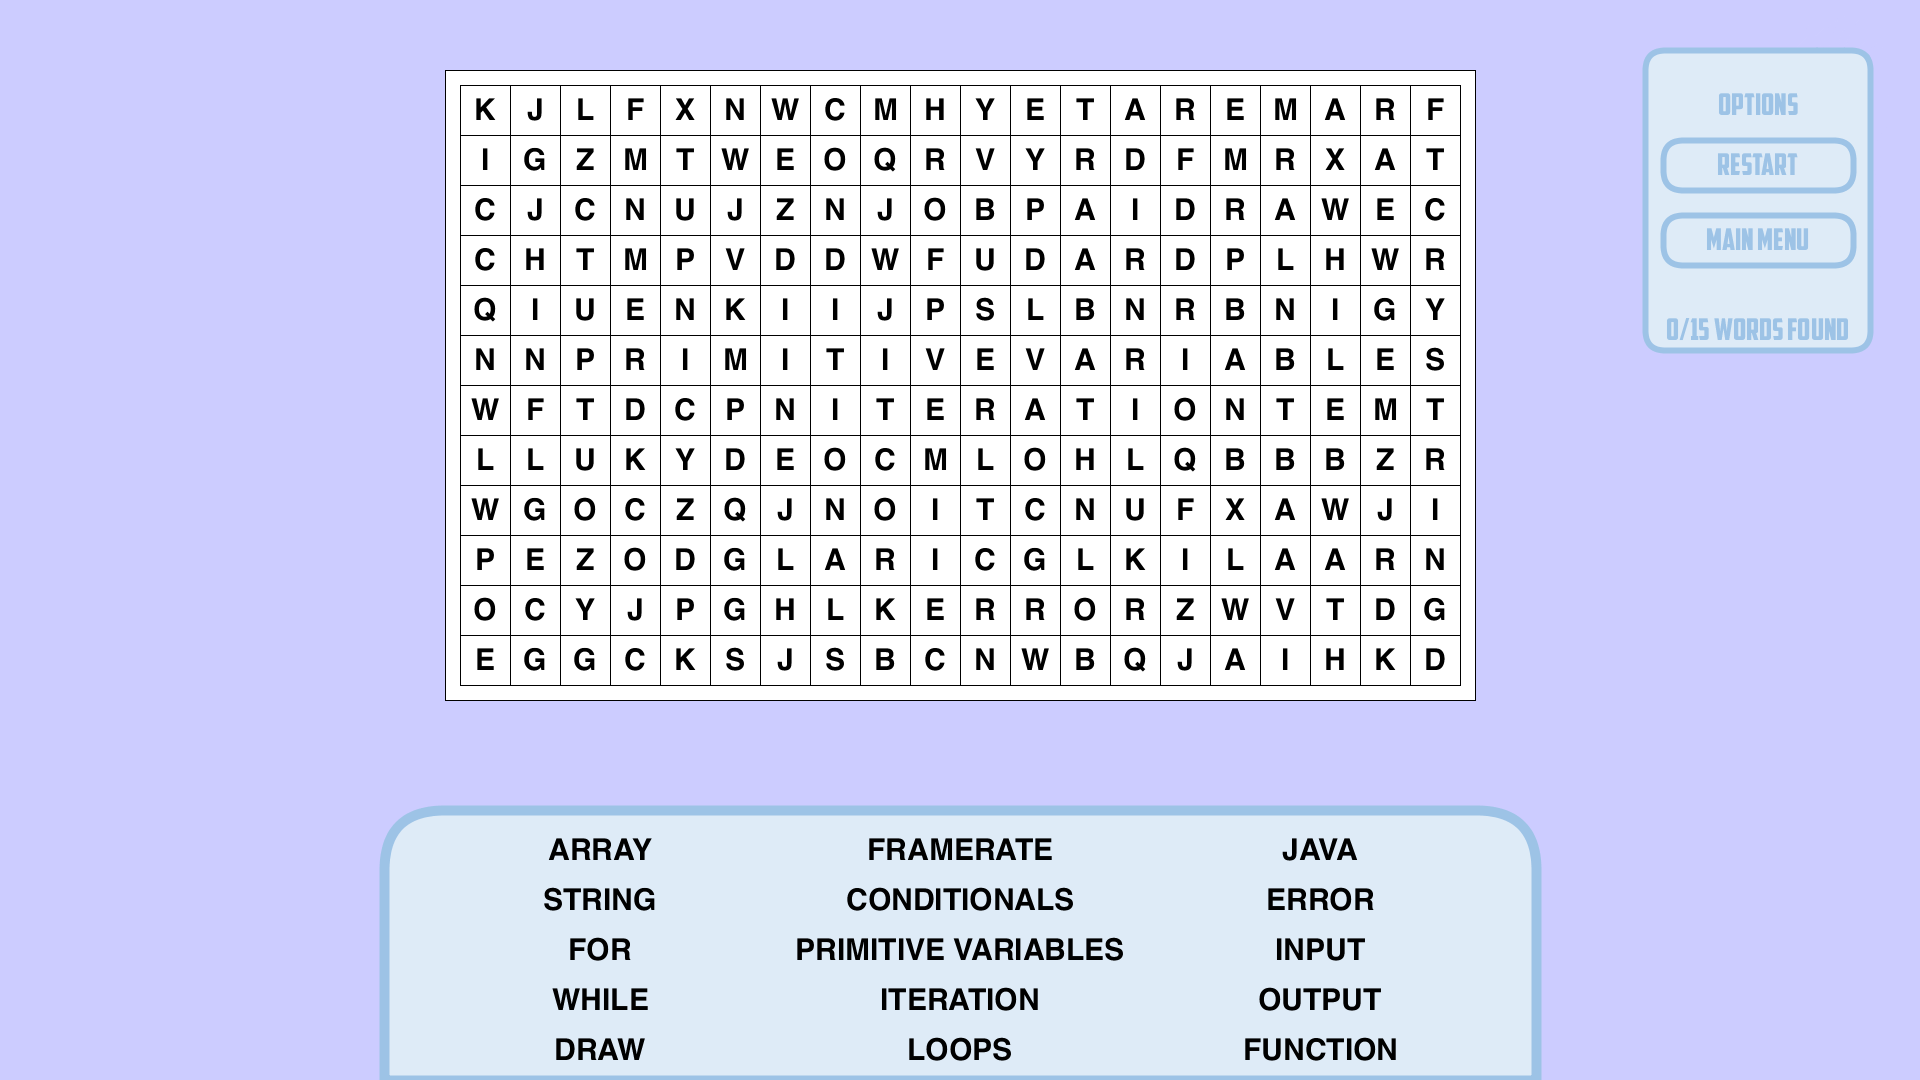 K J L F X N W C M H Y E T A R E M A R F
I G Z M T W E O Q R V Y R D F M R X A T
C J C N U J Z N J O B P A I D R A W E C
C H T M P V D D W F U D A R D P L H W R
Q I U E N K I I J P S L B N R B N I G Y
N N P R I M I T I V E V A R I A B L E S
W F T D C P N I T E R A T I O N T E M T
L L U K Y D E O C M L O H L Q B B B Z R
W G O C Z Q J N O I T C N U F X A W J I
P E Z O D G L A R I C G L K I L A A R N
O C Y J P G H L K E R R O R Z W V T D G
E G G C K S J S B C N W B Q J A I H K D
OPTIONS
RESTART
MAIN MENU
0/15 WORDS FOUND
ARRAY FRAMERATE JAVA
STRING CONDITIONALS ERROR
FOR PRIMITIVE VARIABLES INPUT
WHILE ITERATION OUTPUT
DRAW LOOPS FUNCTION